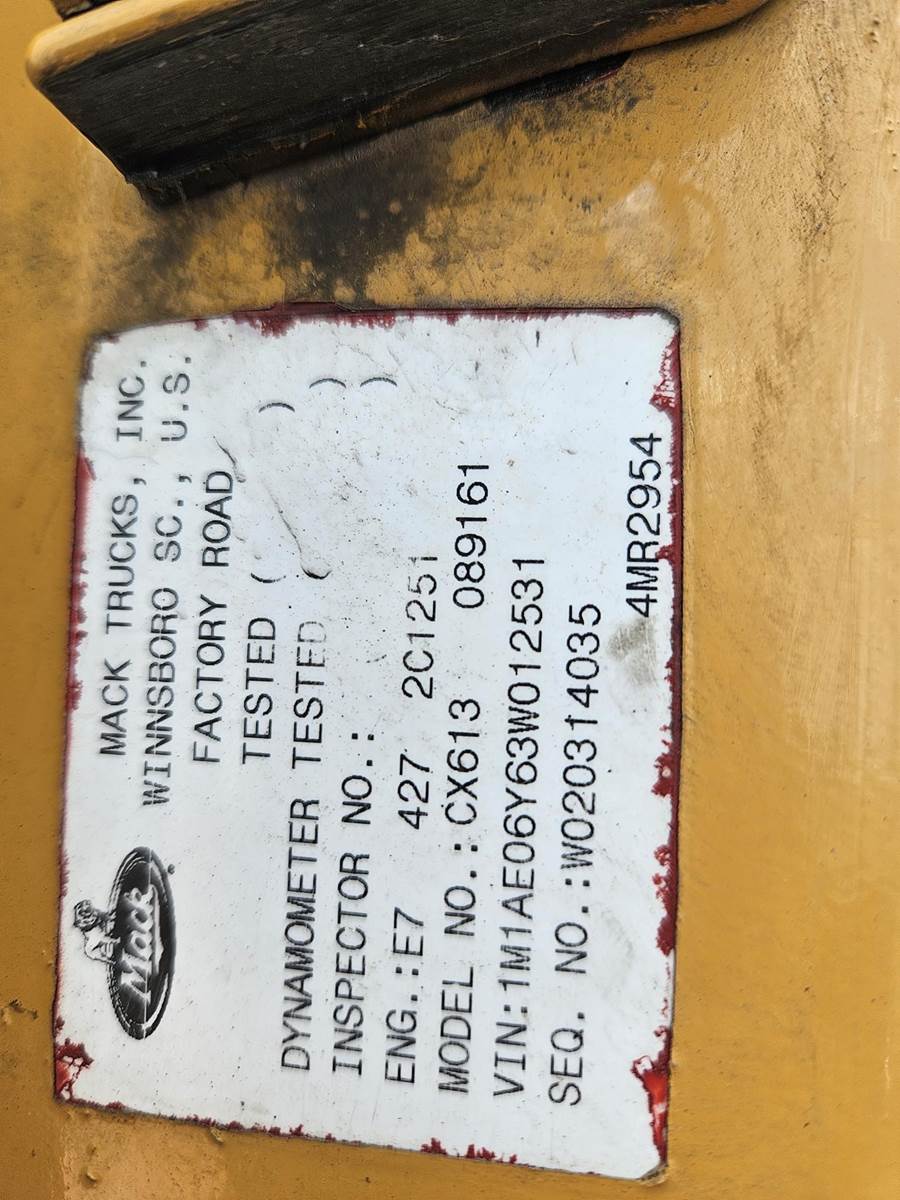 Mack
MACK TRUCKS, INC.
WINNSBORO SC., U.S.
FACTORY ROAD
TESTED ( )
DYNAMOMETER TESTED ( )
INSPECTOR NO.: )
ENG.:E7 427 2C1251
MODEL NO.:CX613 089161
VIN:1M1AE06Y63W012531
SEQ. NO.:W020314035
4MR2954